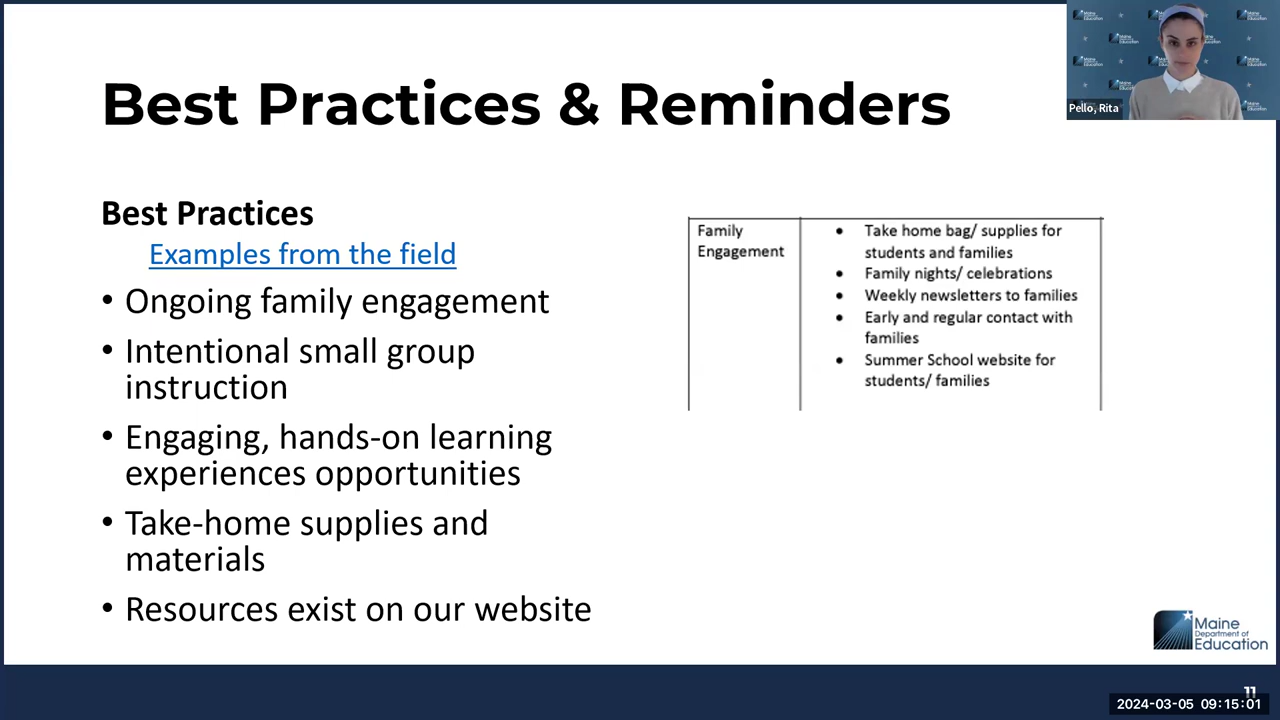 Best Practices & Reminders
Pello, Rita
Best Practices
Examples from the field
• Ongoing family engagement
• Intentional small group
instruction
• Engaging, hands-on learning
experiences opportunities
• Take-home supplies and
materials
• Resources exist on our website
Family
Engagement
• Take home bag/ supplies for
students and families
• Family nights/ celebrations
• Weekly newsletters to families
• Early and regular contact with
families
• Summer School website for
students/ families
Maine
Department of
Education
11
2024-03-05 09:15:01